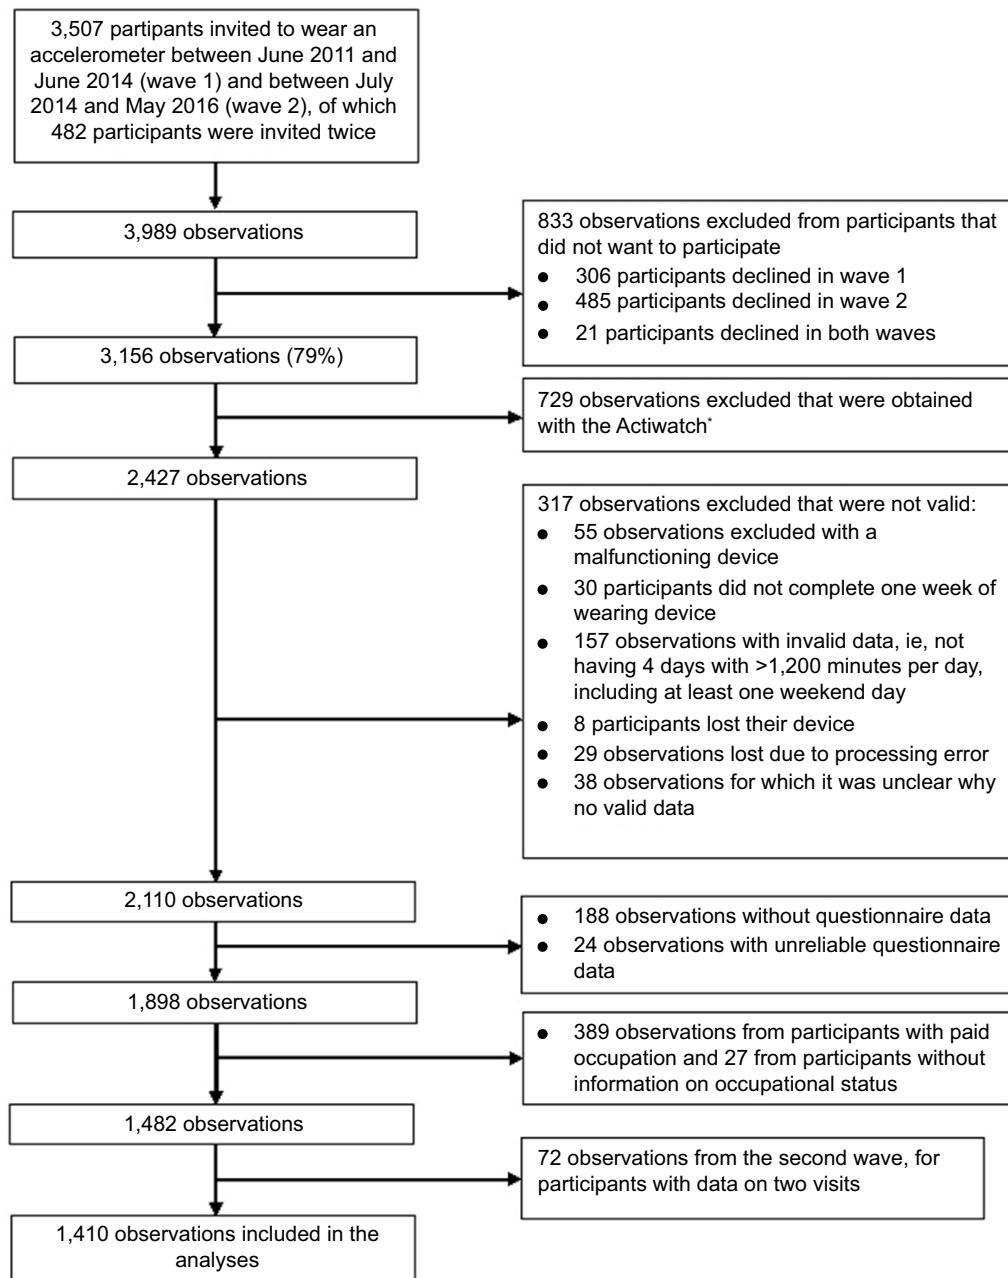 3,507 partipants invited to wear an
accelerometer between June 2011 and
June 2014 (wave 1) and between July
2014 and May 2016 (wave 2), of which
482 participants were invited twice
3,989 observations
833 observations excluded from participants that
did not want to participate
● 306 participants declined in wave 1
● 485 participants declined in wave 2
● 21 participants declined in both waves
3,156 observations (79%)
729 observations excluded that were obtained
with the Actiwatch*
2,427 observations
317 observations excluded that were not valid:
● 55 observations excluded with a
malfunctioning device
● 30 participants did not complete one week of
wearing device
● 157 observations with invalid data, ie, not
having 4 days with >1,200 minutes per day,
including at least one weekend day
● 8 participants lost their device
● 29 observations lost due to processing error
● 38 observations for which it was unclear why
no valid data
2,110 observations
● 188 observations without questionnaire data
● 24 observations with unreliable questionnaire
data
1,898 observations
● 389 observations from participants with paid
occupation and 27 from participants without
information on occupational status
1,482 observations
72 observations from the second wave, for
participants with data on two visits
1,410 observations included in the
analyses